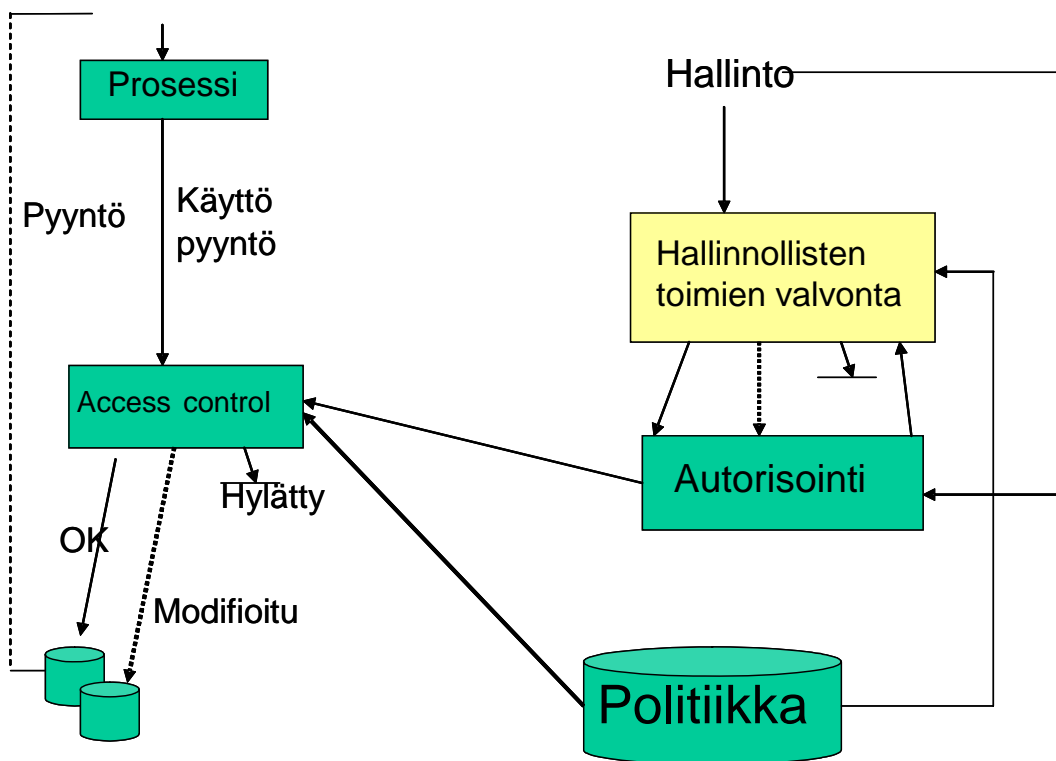 Prosessi
Hallinto
Pyyntö
Käyttö
pyyntö
Hallinnollisten
toimien valvonta
Access control
Autorisointi
Hylätty
OK
Modifioitu
Politiikka